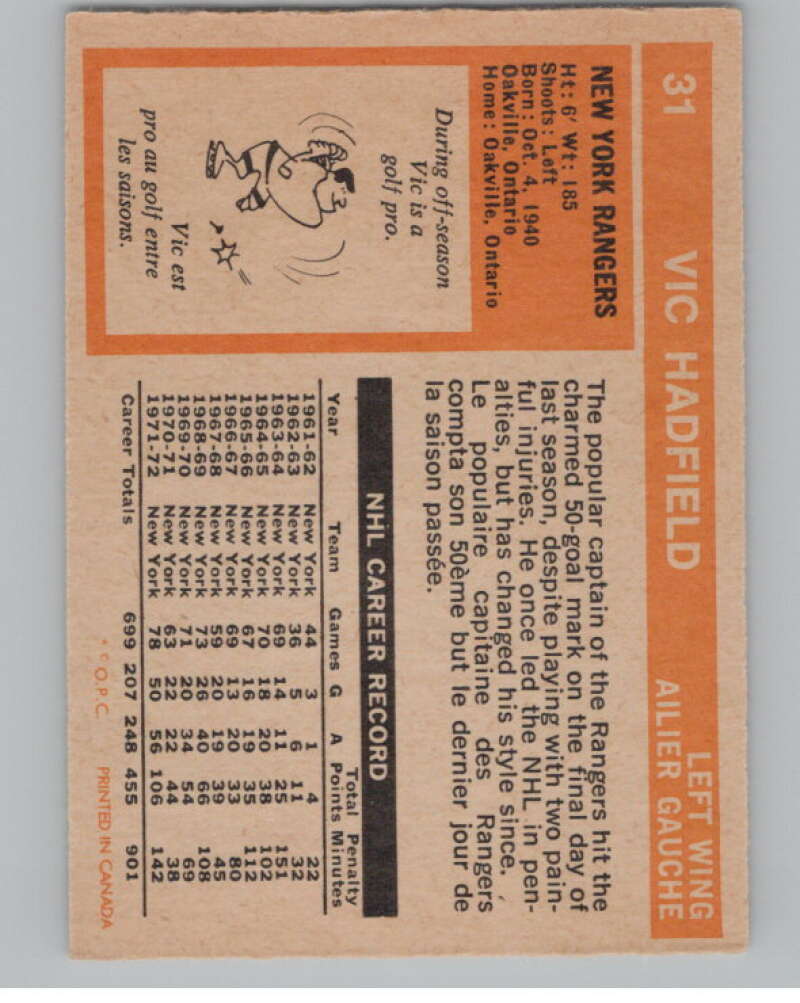 31 VIC HADFIELD LEFT WING
AILIER GAUCHE
NEW YORK RANGERS
Ht: 6' Wt: 185
Shoots: Left
Born: Oct. 4, 1940
Oakville, Ontario
Home: Oakville, Ontario
During off-season
Vic is a
golf pro.
Vic est
pro au golf entre
les saisons.
The popular captain of the Rangers hit the
charmed 50-goal mark on the final day of
last season, despite playing with two pain-
ful injuries. He once led the NHL in pen-
alties, but has changed his style since.
Le populaire capitaine des Rangers
compta son 50ème but le dernier jour de
la saison passée.
NHL CAREER RECORD
Total Penalty
Year Team Games G A Points Minutes
1961-62 New York 44 3 1 4 22
1962-63 New York 36 5 6 11 32
1963-64 New York 69 14 11 25 151
1964-65 New York 70 18 20 38 102
1965-66 New York 67 16 19 35 112
1966-67 New York 69 13 20 33 80
1967-68 New York 59 20 19 39 45
1968-69 New York 73 26 40 66 108
1969-70 New York 71 20 34 54 69
1970-71 New York 63 22 22 44 38
1971-72 New York 78 50 56 106 142
Career Totals 699 207 248 455 901
* © O.P.C. PRINTED IN CANADA